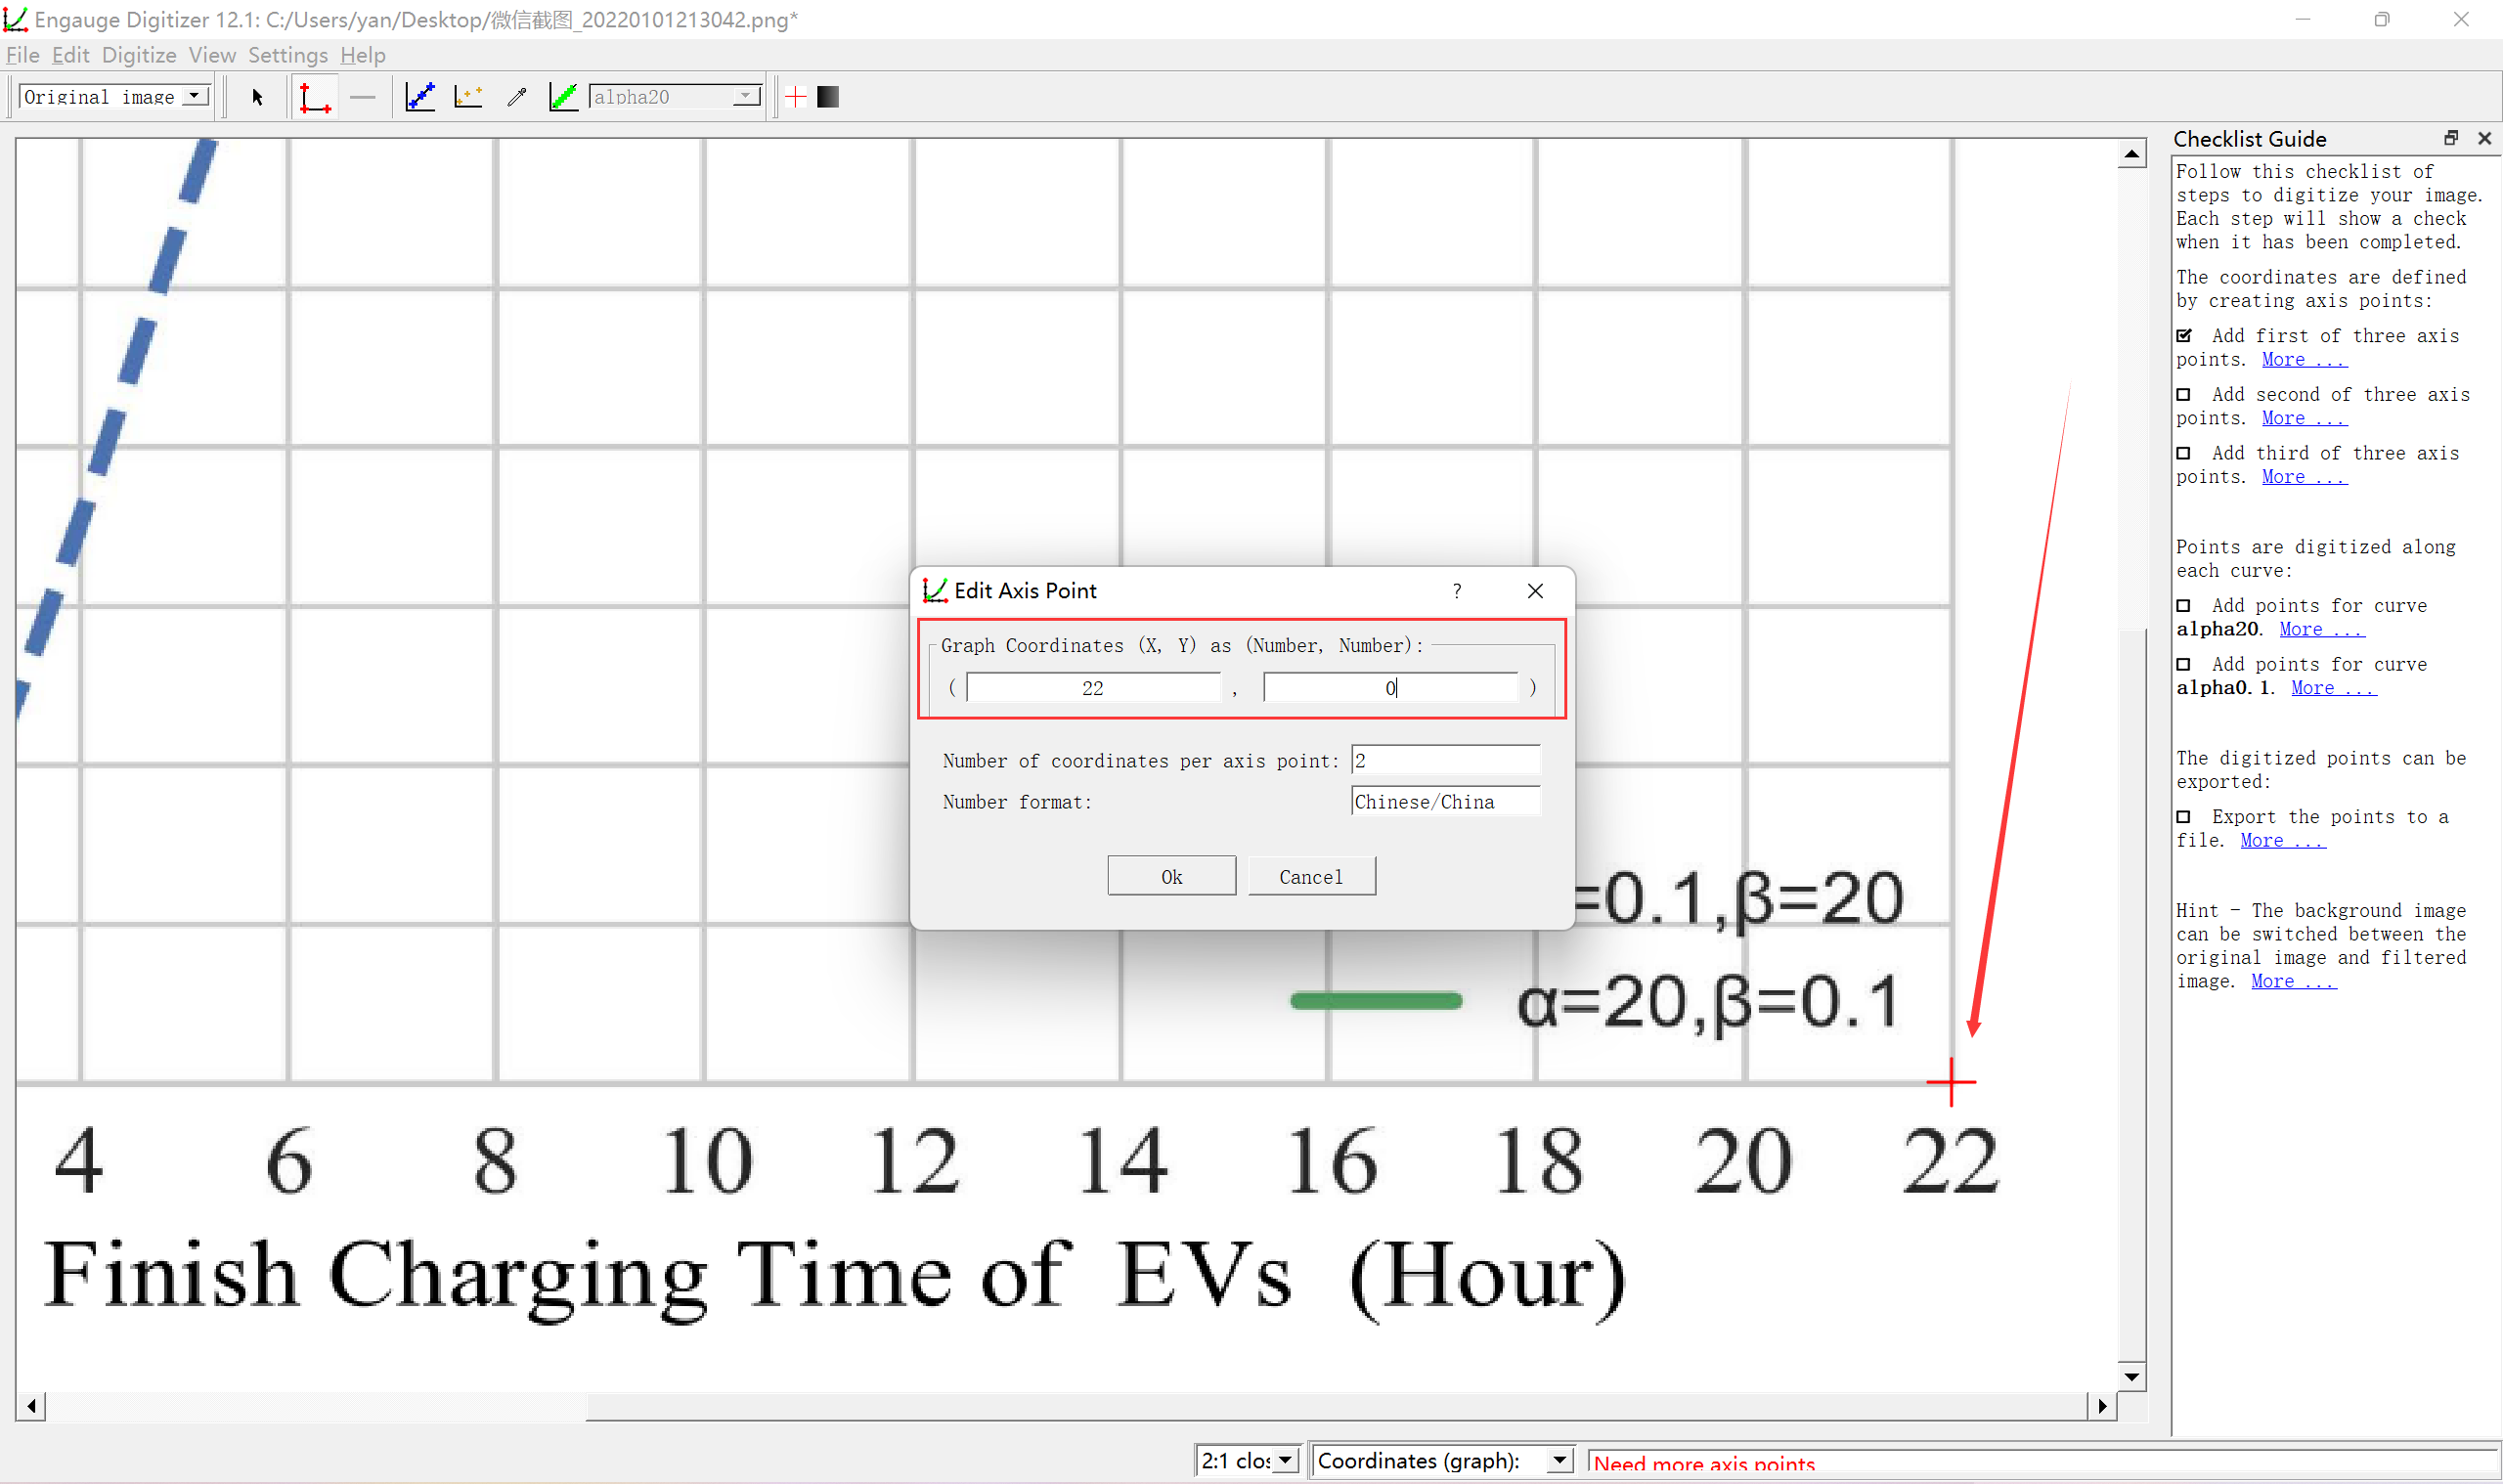 Engauge Digitizer 12.1: C:/Users/yan/Desktop/微信截图_20220101213042.png*
File Edit Digitize View Settings Help
Original image
alpha20
Checklist Guide
Follow this checklist of
steps to digitize your image.
Each step will show a check
when it has been completed.
The coordinates are defined
by creating axis points:
Add first of three axis
points. More ...
Add second of three axis
points. More ...
Add third of three axis
points. More ...
Points are digitized along
each curve:
Add points for curve
alpha20. More ...
Add points for curve
alpha0.1. More ...
The digitized points can be
exported:
Export the points to a
file. More ...
Hint - The background image
can be switched between the
original image and filtered
image. More ...
Edit Axis Point
?
Graph Coordinates (X, Y) as (Number, Number):
( 22 , 0 )
Number of coordinates per axis point: 2
Number format: Chinese/China
Ok Cancel
=0.1,β=20
α=20,β=0.1
4 6 8 10 12 14 16 18 20 22
Finish Charging Time of EVs (Hour)
2:1 clos Coordinates (graph): Need more axis points